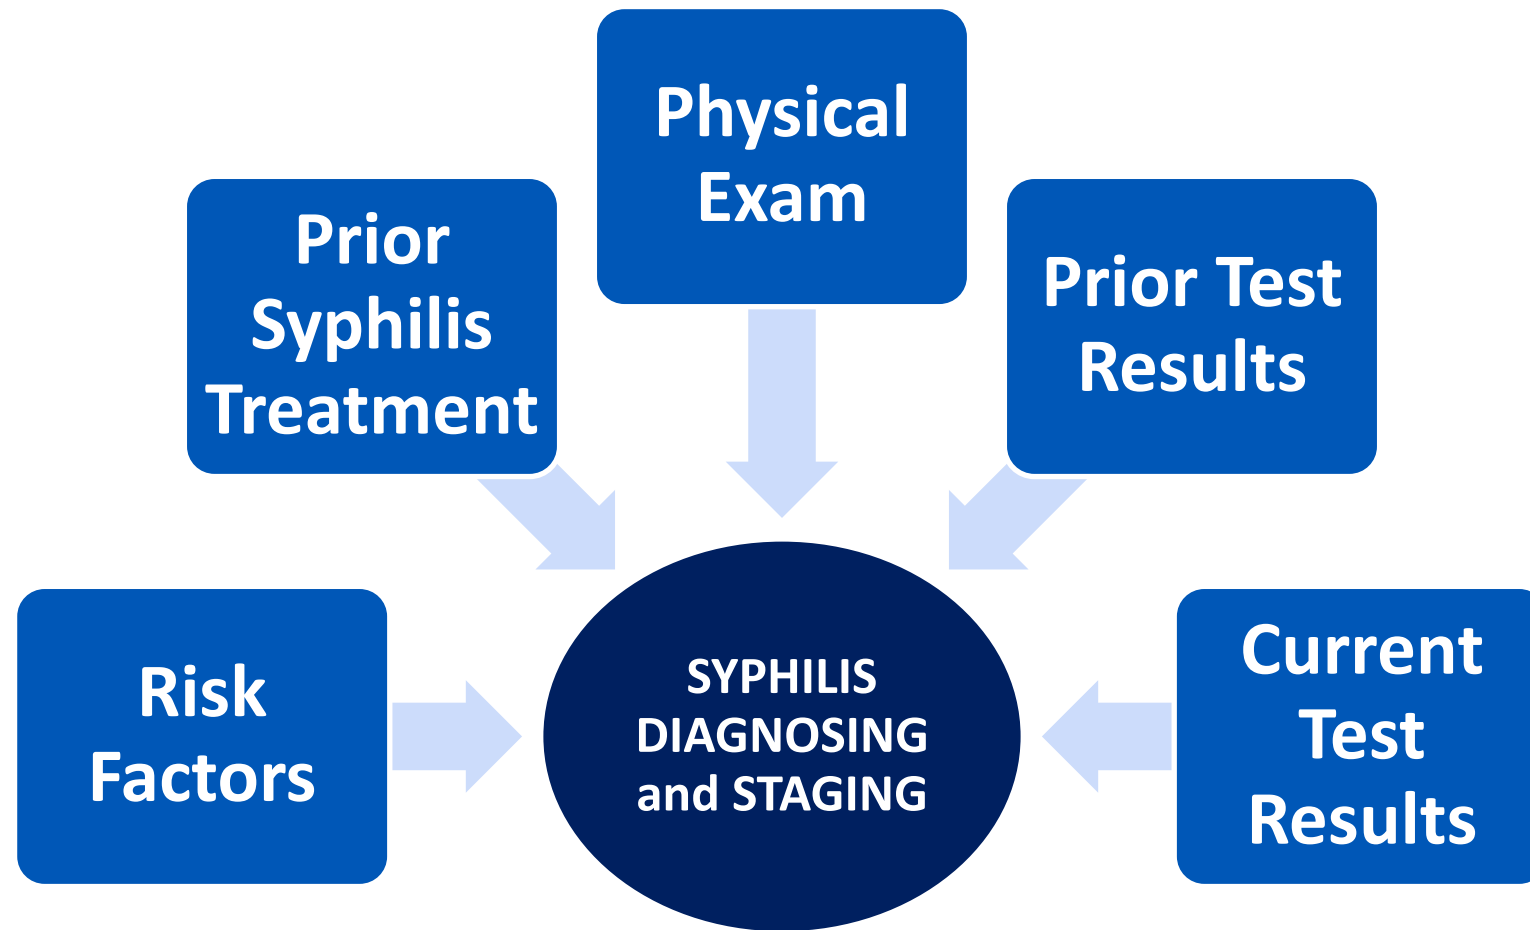 Physical
Exam
Prior
Syphilis
Treatment
Prior Test
Results
Risk
Factors
SYPHILIS
DIAGNOSING
and STAGING
Current
Test
Results